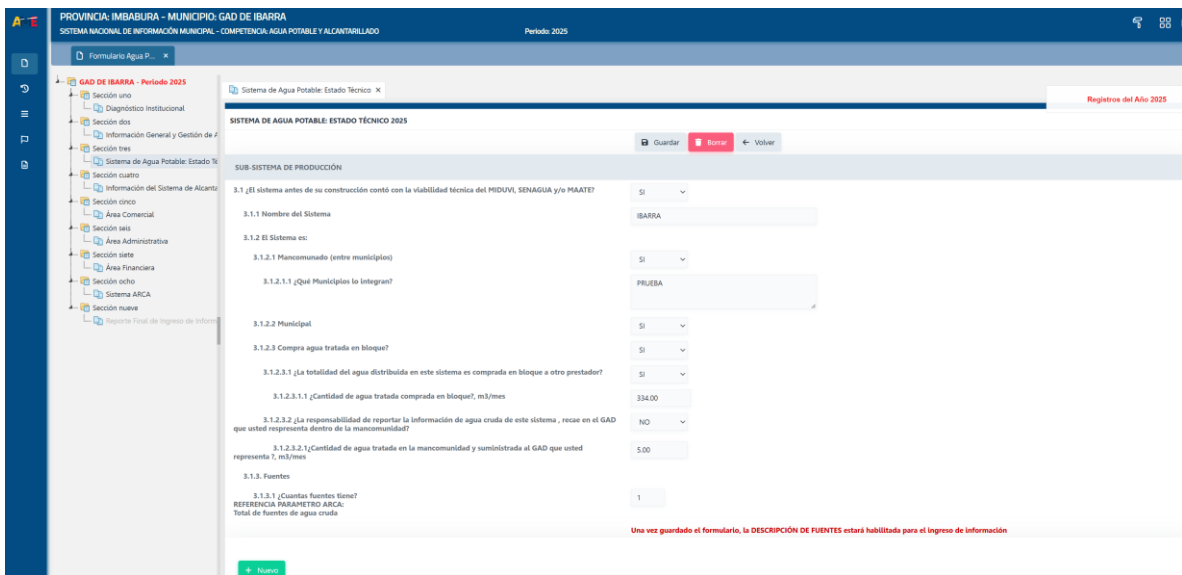 PROVINCIA: IMBABURA - MUNICIPIO: GAD DE IBARRA
SISTEMA NACIONAL DE INFORMACIÓN MUNICIPAL - COMPETENCIA: AGUA POTABLE Y ALCANTARILLADO
Periodo: 2025
Formulario Agua P... ×
GAD DE IBARRA - Periodo 2025
Sección uno
Diagnóstico Institucional
Sección dos
Información General y Gestión de A
Sección tres
Sistema de Agua Potable: Estado Té
Sección cuatro
Información del Sistema de Alcanta
Sección cinco
Área Comercial
Sección seis
Área Administrativa
Sección siete
Área Financiera
Sección ocho
Sistema ARCA
Sección nueve
Reporte Final de Ingreso de Inform
Sistema de Agua Potable: Estado Técnico ×
Registros del Año 2025
SISTEMA DE AGUA POTABLE: ESTADO TÉCNICO 2025
Guardar Borrar Volver
SUB-SISTEMA DE PRODUCCIÓN
3.1 ¿El sistema antes de su construcción contó con la viabilidad técnica del MIDUVI, SENAGUA y/o MAATE? SI
3.1.1 Nombre del Sistema IBARRA
3.1.2 El Sistema es:
3.1.2.1 Mancomunado (entre municipios) SI
3.1.2.1.1 ¿Qué Municipios lo integran? PRUEBA
3.1.2.2 Municipal SI
3.1.2.3 Compra agua tratada en bloque? SI
3.1.2.3.1 ¿La totalidad del agua distribuida en este sistema es comprada en bloque a otro prestador? SI
3.1.2.3.1.1 ¿Cantidad de agua tratada comprada en bloque?, m3/mes 334.00
3.1.2.3.2 ¿La responsabilidad de reportar la información de agua cruda de este sistema , recae en el GAD
que usted respresenta dentro de la mancomunidad? NO
3.1.2.3.2.1¿Cantidad de agua tratada en la mancomunidad y suministrada al GAD que usted
representa ?, m3/mes 5.00
3.1.3. Fuentes
3.1.3.1 ¿Cuantas fuentes tiene? 1
REFERENCIA PARAMETRO ARCA:
Total de fuentes de agua cruda
Una vez guardado el formulario, la DESCRIPCIÓN DE FUENTES estará habilitada para el ingreso de información
+ Nuevo